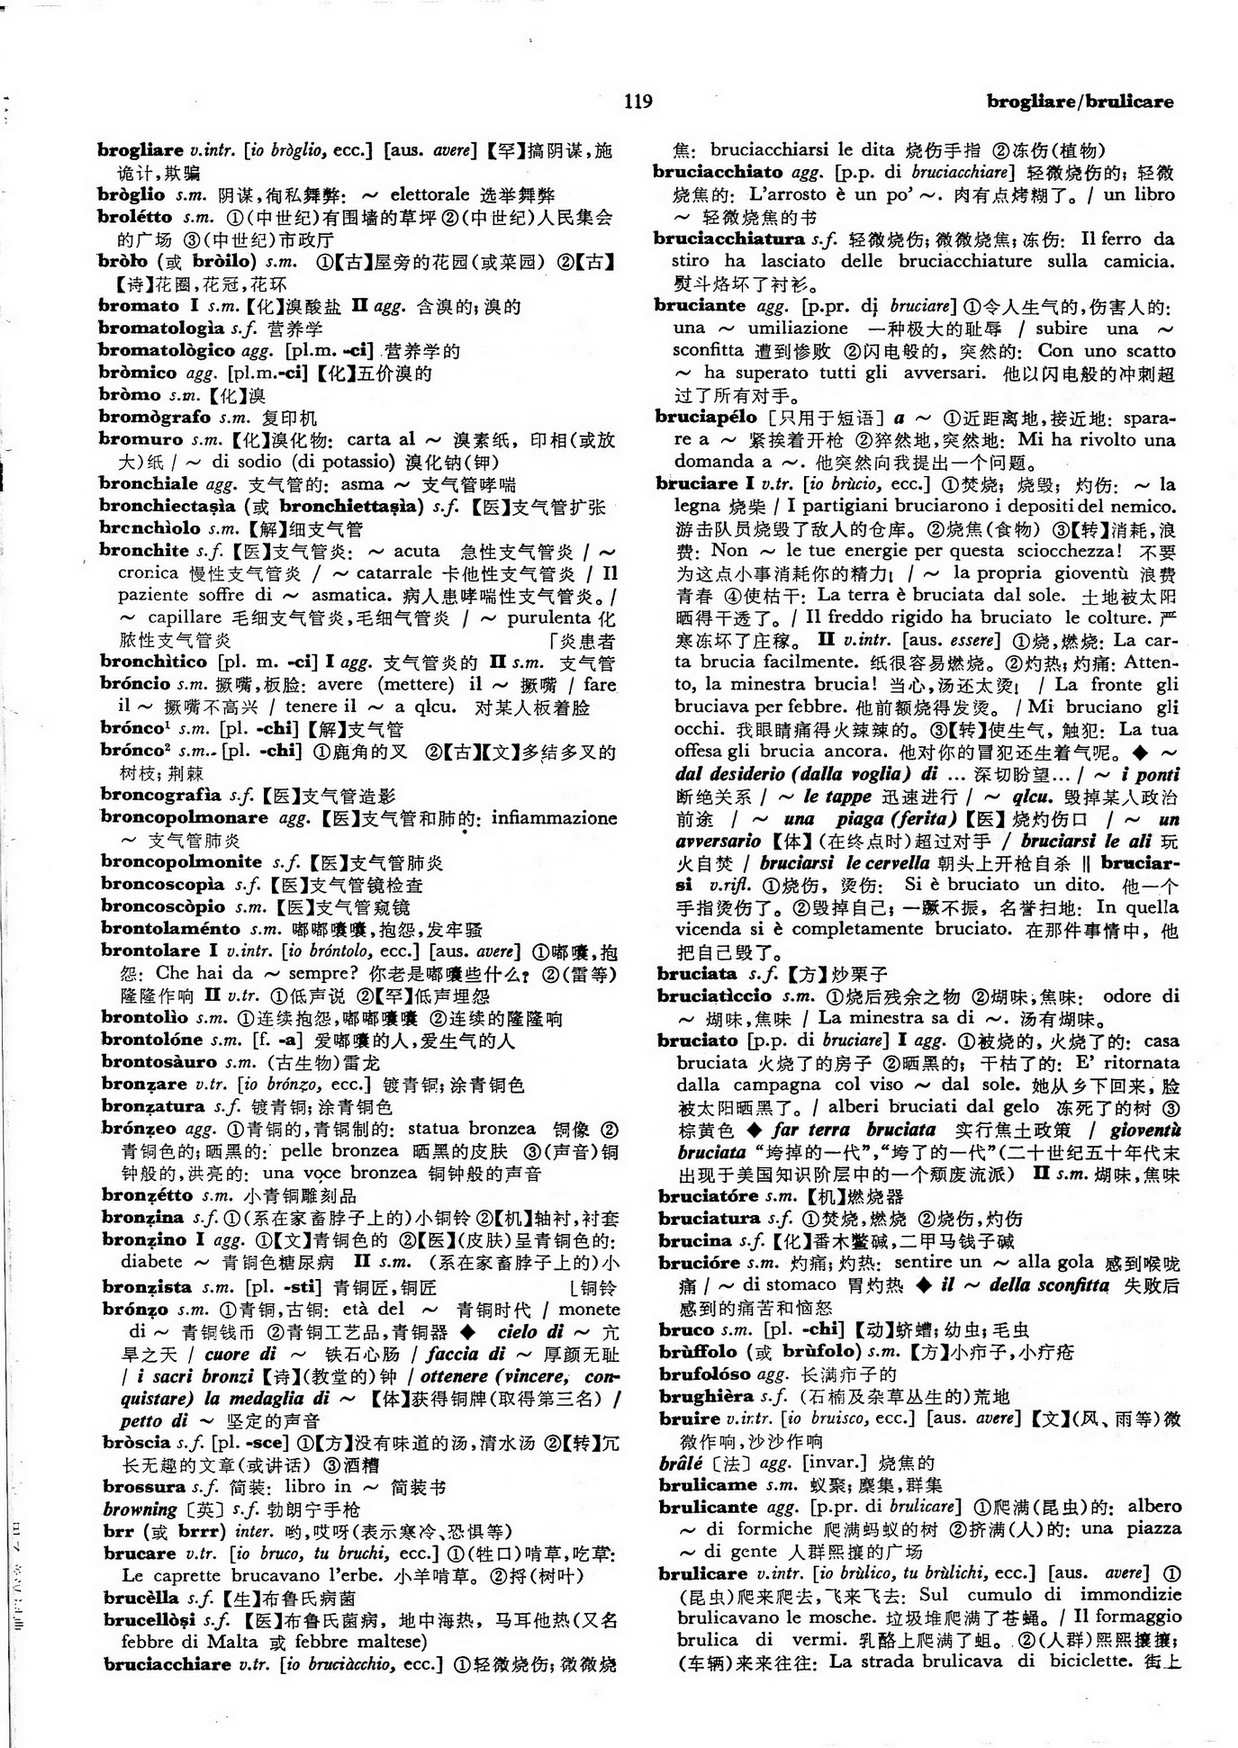 119
brogliare/brulicare
brogliare v.intr. [io bròglio, ecc.] [aus. avere]【罕】搞阴谋,施
诡计,欺骗
bròglio s.m. 阴谋,徇私舞弊: ～ elettorale 选举舞弊
brolétto s.m. ①(中世纪)有围墙的草坪 ②(中世纪)人民集会
的广场 ③(中世纪)市政厅
bròlo (或 bròilo) s.m. ①【古】屋旁的花园(或菜园) ②【古】
【诗】花圈,花冠,花环
bromato I s.m.【化】溴酸盐 II agg. 含溴的; 溴的
bromatologìa s.f. 营养学
bromatològico agg. [pl.m. -ci] 营养学的
bròmico agg. [pl.m.-ci]【化】五价溴的
bròmo s.m.【化】溴
bromògrafo s.m. 复印机
bromuro s.m.【化】溴化物: carta al ～ 溴素纸, 印相(或放
大)纸 / ～ di sodio (di potassio) 溴化钠(钾)
bronchiale agg. 支气管的: asma ～ 支气管哮喘
bronchiectaṣìa (或 bronchiettaṣìa) s.f.【医】支气管扩张
bronchìolo s.m.【解】细支气管
bronchite s.f.【医】支气管炎: ～ acuta 急性支气管炎 / ～
cronica 慢性支气管炎 / ～ catarrale 卡他性支气管炎 / Il
paziente soffre di ～ asmatica. 病人患哮喘性支气管炎。/
～ capillare 毛细支气管炎,毛细气管炎 / ～ purulenta 化
脓性支气管炎 「炎患者
bronchìtico [pl. m. -ci] I agg. 支气管炎的 II s.m. 支气管
bróncio s.m. 撅嘴,板脸: avere (mettere) il ～ 撅嘴 / fare
il ～ 撅嘴不高兴 / tenere il ～ a qlcu. 对某人板着脸
brónco¹ s.m. [pl. -chi]【解】支气管
brónco² s.m. [pl. -chi] ①鹿角的叉 ②【古】【文】多结多叉的
树枝; 荆棘
broncografìa s.f.【医】支气管造影
broncopolmonare agg.【医】支气管和肺的: infiammazione
～ 支气管肺炎
broncopolmonite s.f.【医】支气管肺炎
broncoscopìa s.f.【医】支气管镜检查
broncoscòpio s.m.【医】支气管窥镜
brontolaménto s.m. 嘟嘟囔囔,抱怨,发牢骚
brontolare I v.intr. [io bróntolo, ecc.] [aus. avere] ①嘟囔,抱
怨: Che hai da ～ sempre? 你老是嘟囔些什么? ②(雷等)
隆隆作响 II v.tr. ①低声说 ②【罕】低声埋怨
brontolìo s.m. ①连续抱怨,嘟嘟囔囔 ②连续的隆隆响
brontolóne s.m. [f. -a] 爱嘟囔的人,爱生气的人
brontosàuro s.m. (古生物)雷龙
bronẓare v.tr. [io brónẓo, ecc.] 镀青铜; 涂青铜色
bronẓatura s.f. 镀青铜; 涂青铜色
brónẓeo agg. ①青铜的,青铜制的: statua bronzea 铜像 ②
青铜色的; 晒黑的: pelle bronzea 晒黑的皮肤 ③(声音)铜
钟般的,洪亮的: una voce bronzea 铜钟般的声音
bronẓétto s.m. 小青铜雕刻品
bronẓina s.f. ①(系在家畜脖子上的)小铜铃 ②【机】轴衬,衬套
bronẓino I agg. ①【文】青铜色的 ②【医】(皮肤)呈青铜色的:
diabete ～ 青铜色糖尿病 II s.m. (系在家畜脖子上的)小
bronẓista s.m. [pl. -sti] 青铜匠,铜匠 ⌊铜铃
brónẓo s.m. ①青铜,古铜: età del ～ 青铜时代 / monete
di ～ 青铜钱币 ②青铜工艺品,青铜器 ◆ cielo di ～ 亢
旱之天 / cuore di ～ 铁石心肠 / faccia di ～ 厚颜无耻
/ i sacri bronzi【诗】(教堂的)钟 / ottenere (vincere, con-
quistare) la medaglia di ～ 【体】获得铜牌(取得第三名) /
petto di ～ 坚定的声音
bròscia s.f. [pl. -sce] ①【方】没有味道的汤,清水汤 ②【转】冗
长无趣的文章(或讲话) ③酒糟
brossura s.f. 简装: libro in ～ 简装书
browning〔英〕s.f. 勃朗宁手枪
brr (或 brrr) inter. 哟,哎呀(表示寒冷、恐惧等)
brucare v.tr. [io bruco, tu bruchi, ecc.] ①(牲口)啃草,吃草:
Le caprette brucavano l'erbe. 小羊啃草。②捋(树叶)
brucèlla s.f.【生】布鲁氏病菌
brucellòṣi s.f.【医】布鲁氏菌病, 地中海热, 马耳他热(又名
febbre di Malta 或 febbre maltese)
bruciacchiare v.tr. [io bruciàcchio, ecc.] ①轻微烧伤; 微微烧
焦: bruciacchiarsi le dita 烧伤手指 ②冻伤(植物)
bruciacchiato agg. [p.p. di bruciacchiare] 轻微烧伤的; 轻微
烧焦的: L'arrosto è un po' ～. 肉有点烤糊了。/ un libro
～ 轻微烧焦的书
bruciacchiatura s.f. 轻微烧伤; 微微烧焦; 冻伤: Il ferro da
stiro ha lasciato delle bruciacchiature sulla camicia.
熨斗烙坏了衬衫。
bruciante agg. [p.pr. di bruciare] ①令人生气的,伤害人的:
una ～ umiliazione 一种极大的耻辱 / subire una ～
sconfitta 遭到惨败 ②闪电般的, 突然的: Con uno scatto
～ ha superato tutti gli avversari. 他以闪电般的冲刺超
过了所有对手。
bruciapélo [只用于短语] a ～ ①近距离地,接近地: spara-
re a ～ 紧挨着开枪 ②猝然地,突然地: Mi ha rivolto una
domanda a ～. 他突然向我提出一个问题。
bruciare I v.tr. [io brùcio, ecc.] ①焚烧; 烧毁; 灼伤: ～ la
legna 烧柴 / I partigiani bruciarono i depositi del nemico.
游击队员烧毁了敌人的仓库。②烧焦(食物) ③【转】消耗,浪
费: Non ～ le tue energie per questa sciocchezza! 不要
为这点小事消耗你的精力! / ～ la propria gioventù 浪费
青春 ④使枯干: La terra è bruciata dal sole. 土地被太阳
晒得干透了。/ Il freddo rigido ha bruciato le colture. 严
寒冻坏了庄稼。 II v.intr. [aus. essere] ①烧,燃烧: La car-
ta brucia facilmente. 纸很容易燃烧。②灼热; 灼痛: Atten-
to, la minestra brucia! 当心,汤还太烫! / La fronte gli
bruciava per febbre. 他前额烧得发烫。 / Mi bruciano gli
occhi. 我眼睛痛得火辣辣的。③【转】使生气, 触犯: La tua
offesa gli brucia ancora. 他对你的冒犯还生着气呢。◆ ～
dal desiderio (dalla voglia) di ... 深切盼望… / ～ i ponti
断绝关系 / ～ le tappe 迅速进行 / ～ qlcu. 毁掉某人政治
前途 / ～ una piaga (ferita)【医】烧灼伤口 / ～ un
avversario【体】(在终点时)超过对手 / bruciarsi le ali 玩
火自焚 / bruciarsi le cervella 朝头上开枪自杀 ‖ bruciar-
si v.rifl. ①烧伤, 烫伤: Si è bruciato un dito. 他一个
手指烫伤了。②毁掉自己; 一蹶不振, 名誉扫地: In quella
vicenda si è completamente bruciato. 在那件事情中, 他
把自己毁了。
bruciata s.f.【方】炒栗子
bruciatìccio s.m. ①烧后残余之物 ②煳味,焦味: odore di
～ 煳味,焦味 / La minestra sa di ～. 汤有煳味。
bruciato [p.p. di bruciare] I agg. ①被烧的, 火烧了的: casa
bruciata 火烧了的房子 ②晒黑的; 干枯了的: E' ritornata
dalla campagna col viso ～ dal sole. 她从乡下回来, 脸
被太阳晒黑了。/ alberi bruciati dal gelo 冻死了的树 ③
棕黄色 ◆ far terra bruciata 实行焦土政策 / gioventù
bruciata “垮掉的一代”,“垮了的一代”(二十世纪五十年代末
出现于美国知识阶层中的一个颓废流派) II s.m. 煳味,焦味
bruciatóre s.m.【机】燃烧器
bruciatura s.f. ①焚烧,燃烧 ②烧伤,灼伤
brucina s.f.【化】番木鳖碱,二甲马钱子碱
brucióre s.m. 灼痛; 灼热: sentire un ～ alla gola 感到喉咙
痛 / ～ di stomaco 胃灼热 ◆ il ～ della sconfitta 失败后
感到的痛苦和恼怒
bruco s.m. [pl. -chi]【动】蛴螬; 幼虫; 毛虫
brùffolo (或 brùfolo) s.m.【方】小疖子,小疔疮
brufolóso agg. 长满疖子的
brughièra s.f. (石楠及杂草丛生的)荒地
bruire v.intr. [io bruisco, ecc.] [aus. avere]【文】(风、雨等)微
微作响,沙沙作响
brâlé〔法〕agg. [invar.] 烧焦的
brulicame s.m. 蚁聚; 麇集,群集
brulicante agg. [p.pr. di brulicare] ①爬满(昆虫)的: albero
～ di formiche 爬满蚂蚁的树 ②挤满(人)的: una piazza
～ di gente 人群熙攘的广场
brulicare v.intr. [io brùlico, tu brùlichi, ecc.] [aus. avere] ①
(昆虫)爬来爬去,飞来飞去: Sul cumulo di immondizie
brulicavano le mosche. 垃圾堆爬满了苍蝇。/ Il formaggio
brulica di vermi. 乳酪上爬满了蛆。②(人群)熙熙攘攘;
(车辆)来来往往: La strada brulicava di biciclette. 街上